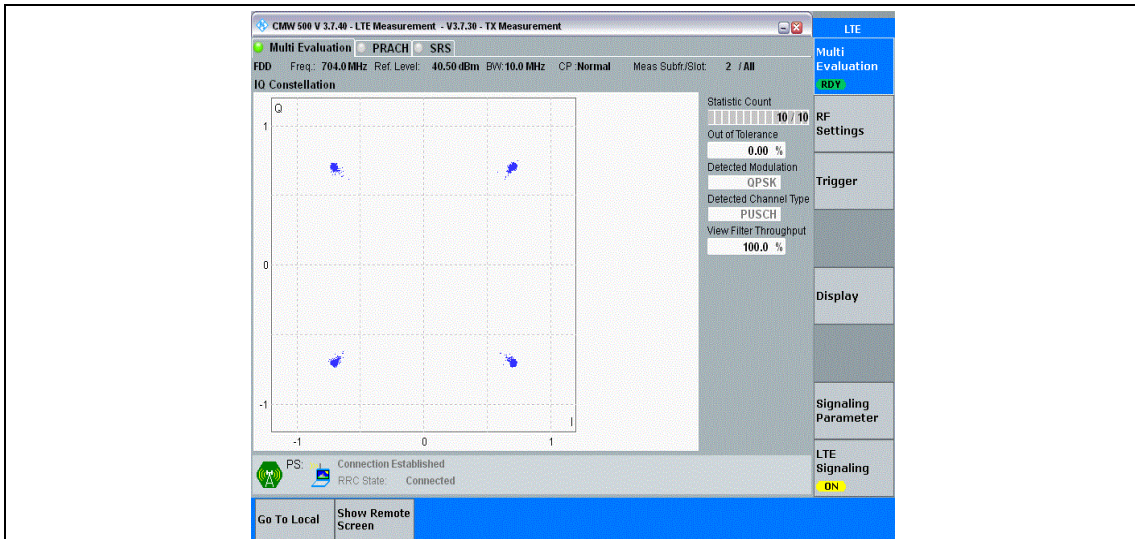 CMW 500 V 3.7.40 - LTE Measurement - V3.7.30 - TX Measurement
LTE
Multi Evaluation PRACH SRS
FDD Freq.: 704.0 MHz Ref. Level: 40.50 dBm BW: 10.0 MHz CP :Normal Meas Subfr./Slot: 2 / All
IQ Constellation
Q
1
0
-1
-1
0
1
I
Statistic Count
10 / 10
Out of Tolerance
0.00 %
Detected Modulation
QPSK
Detected Channel Type
PUSCH
View Filter Throughput
100.0 %
Multi
Evaluation
RDY
RF
Settings
Trigger
Display
Signaling
Parameter
LTE
Signaling
ON
PS: Connection Established
RRC State: Connected
Go To Local
Show Remote
Screen